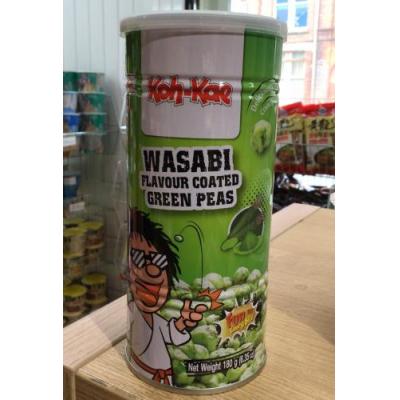 Koh-Kae
WASABI
FLAVOUR COATED
GREEN PEAS
Net Weight 180 g (6.35 oz)